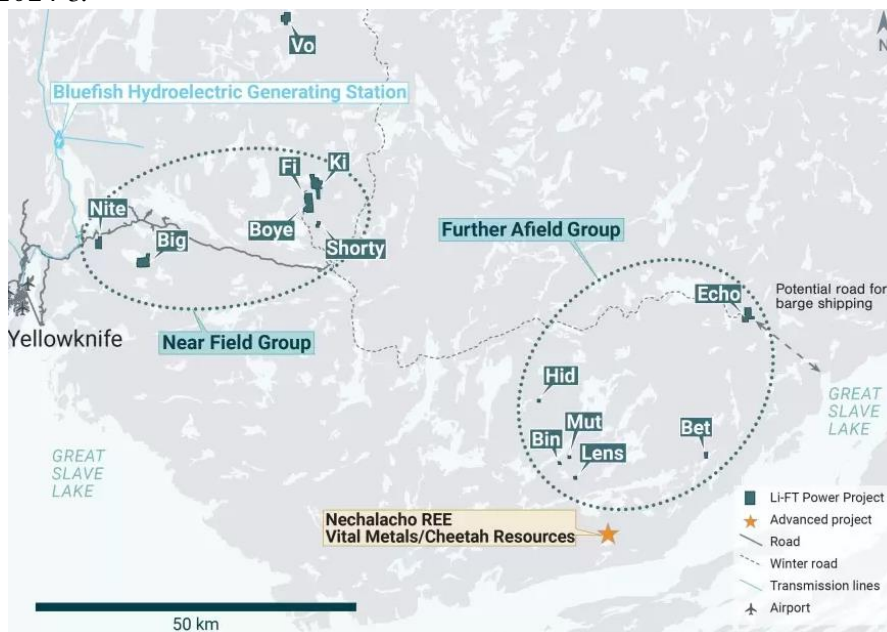 Vo
N
Bluefish Hydroelectric Generating Station
Fi
Ki
Nite
Boye
Big
Shorty
Further Afield Group
Echo
Potential road for
barge shipping
Yellowknife
Near Field Group
Hid
GREAT
SLAVE
LAKE
Mut
Bet
Bin
Lens
GREAT
SLAVE
LAKE
Nechalacho REE
Vital Metals/Cheetah Resources
Li-FT Power Project
Advanced project
Road
Winter road
Transmission lines
Airport
50 km